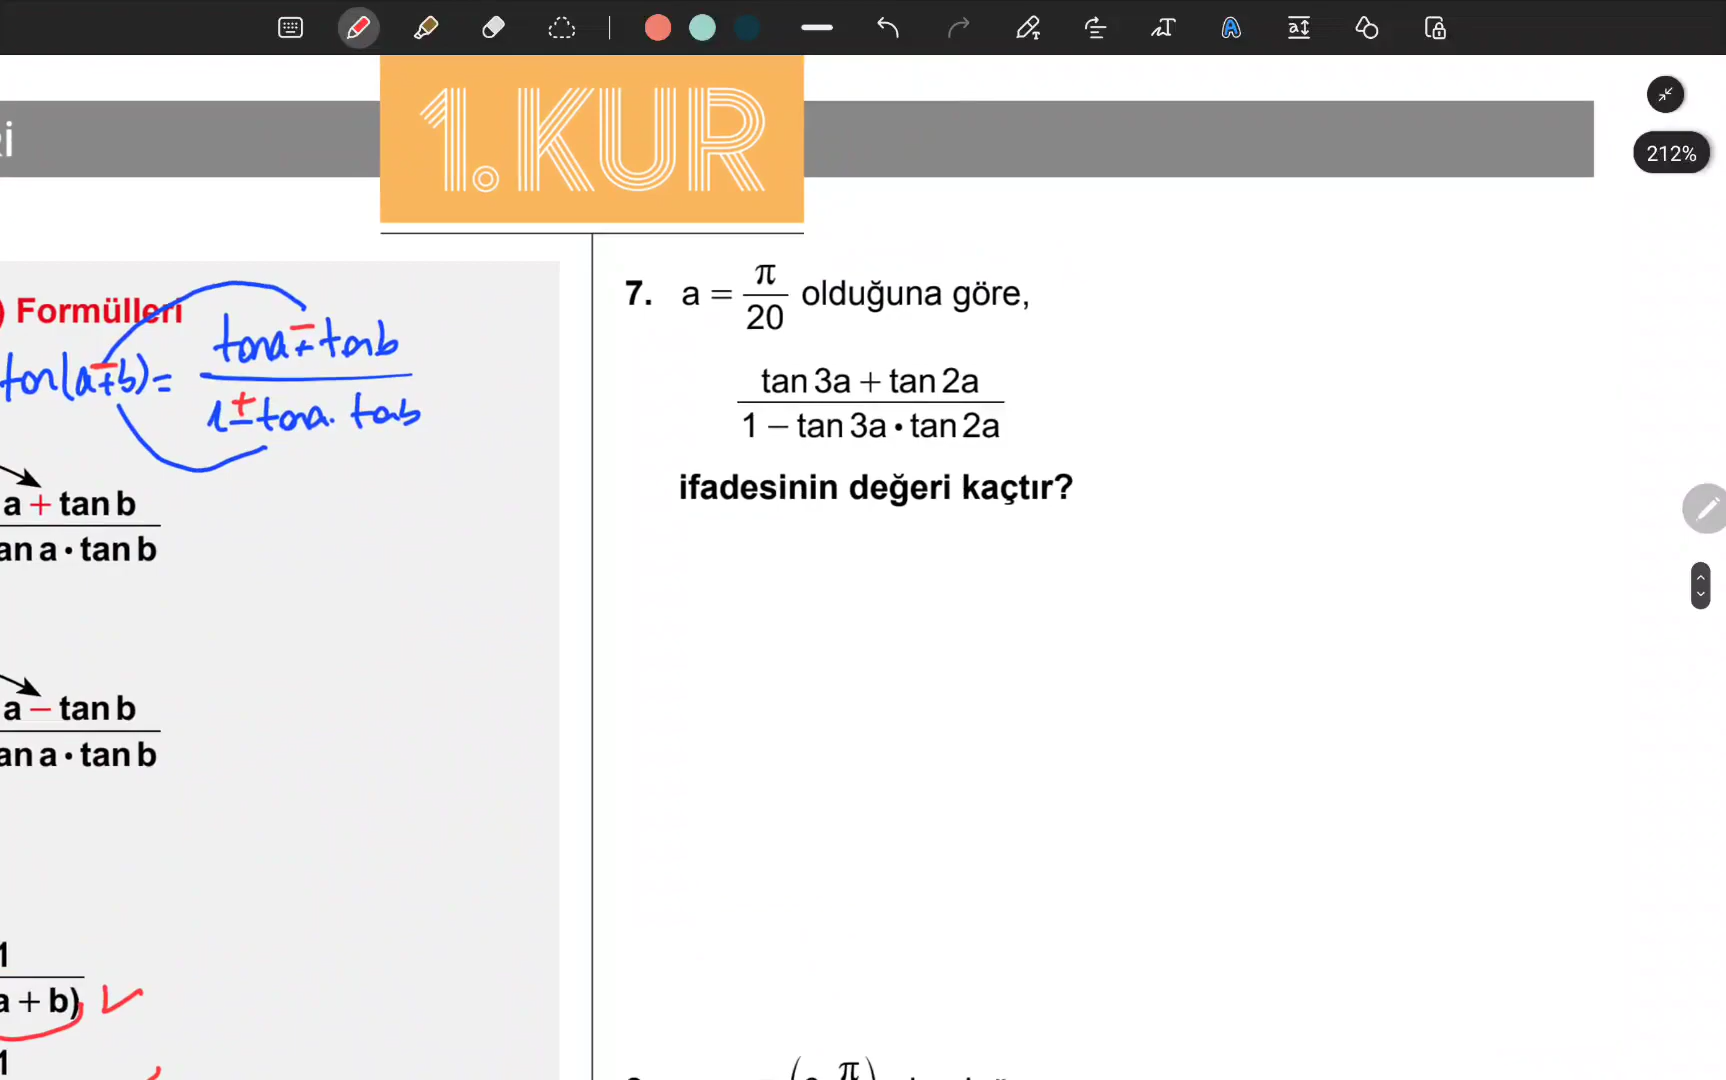 212%
i
1.KUR
) Formülleri
tan(a∓b)= tana∓tanb / 1±tana. tanb
a + tan b
an a • tan b
a − tan b
an a • tan b
1
a + b)
1
7. a = π/20 olduğuna göre,
tan 3a + tan 2a
1 − tan 3a • tan 2a
ifadesinin değeri kaçtır?
π